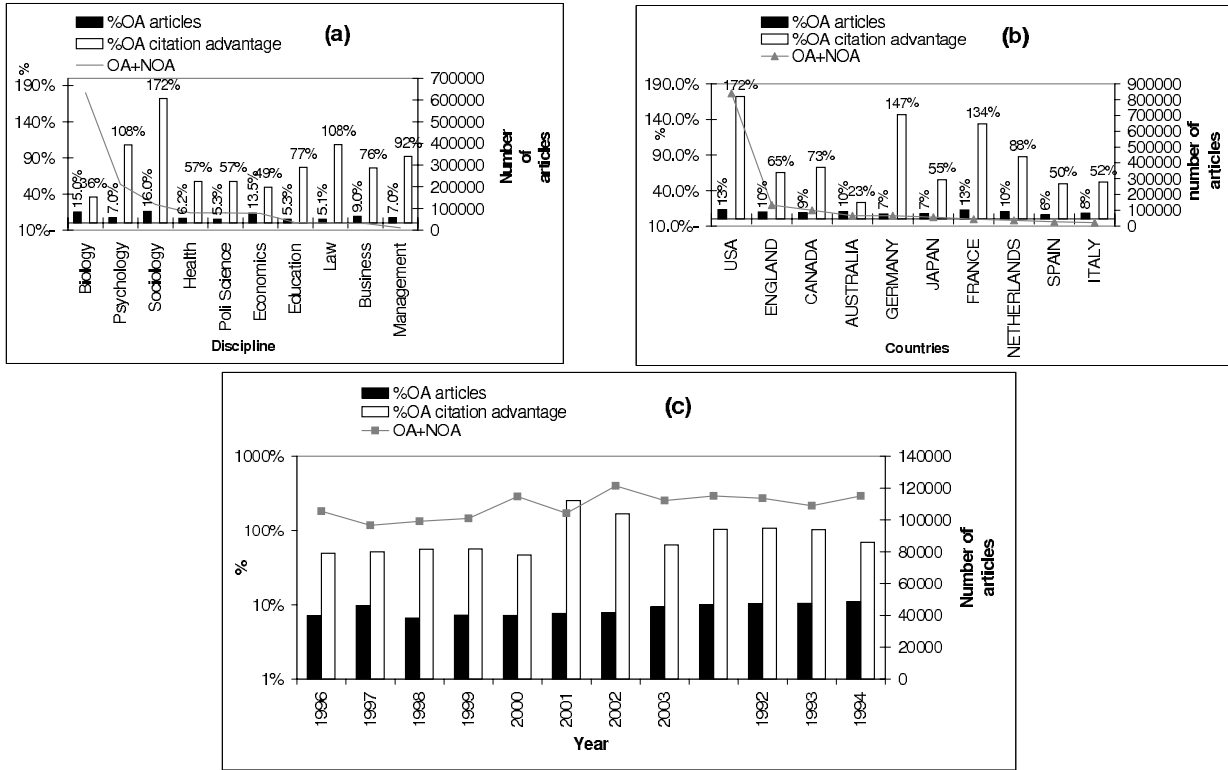 %OA articles
%OA citation advantage
OA+NOA
(a)
%
190%
140%
90%
40%
-10%
15.0%
36%
7.0%
108%
16.0%
172%
6.2%
57%
5.3%
57%
13.5%
49%
5.3%
77%
5.1%
108%
9.0%
76%
7.0%
92%
700000
600000
500000
400000
300000
200000
100000
0
Number of articles
Biology
Psychology
Sociology
Health
Poli Science
Economics
Education
Law
Business
Management
Discipline
%OA articles
%OA citation advantage
OA+NOA
(b)
%
190.0%
140.0%
90.0%
40.0%
-10.0%
13%
172%
10%
65%
9%
73%
10%
23%
7%
147%
7%
55%
13%
134%
10%
88%
6%
50%
8%
52%
900000
800000
700000
600000
500000
400000
300000
200000
100000
0
number of articles
USA
ENGLAND
CANADA
AUSTRALIA
GERMANY
JAPAN
FRANCE
NETHERLANDS
SPAIN
ITALY
Countries
%OA articles
%OA citation advantage
OA+NOA
(c)
%
1000%
100%
10%
1%
140000
120000
100000
80000
60000
40000
20000
0
Number of articles
1996
1997
1998
1999
2000
2001
2002
2003
1992
1993
1994
Year